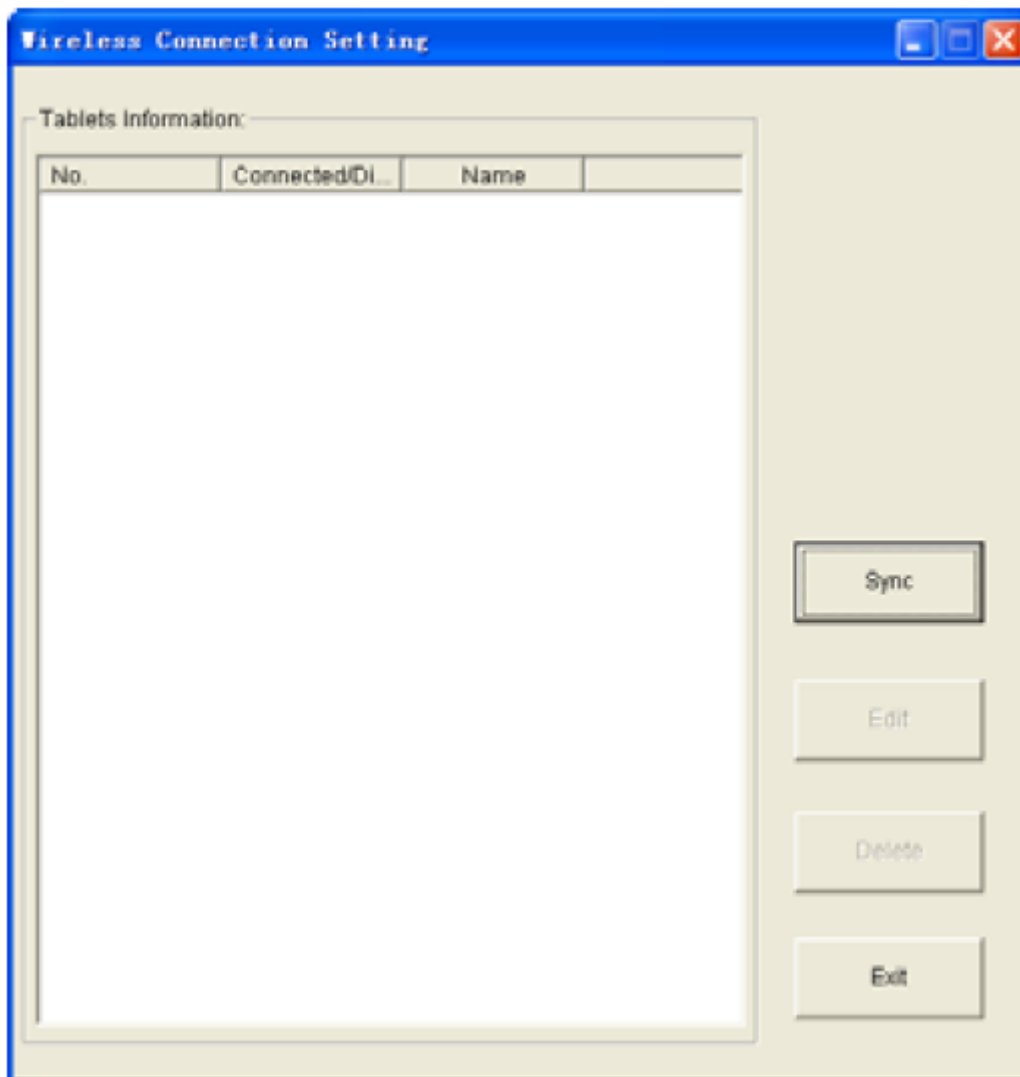 Wireless Connection Setting
Tablets Information:
No. Connected/Di... Name
Sync
Edit
Delete
Exit